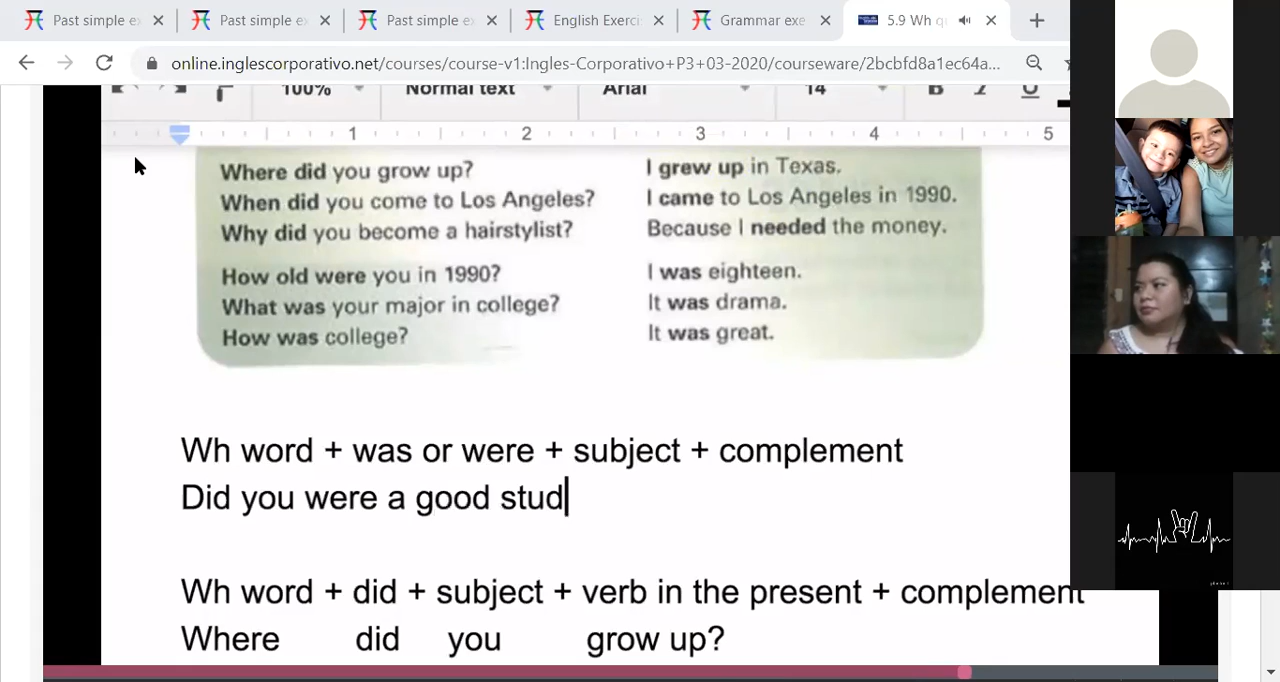 Past simple e
Past simple e
Past simple e
English Exerci
Grammar exe
5.9 Wh q
online.inglescorporativo.net/courses/course-v1:Ingles-Corporativo+P3+03-2020/courseware/2bcbfd8a1ec64a...
100% Normal text Arial 14 B I U
1 2 3 4 5
Where did you grow up? I grew up in Texas.
When did you come to Los Angeles? I came to Los Angeles in 1990.
Why did you become a hairstylist? Because I needed the money.
How old were you in 1990? I was eighteen.
What was your major in college? It was drama.
How was college? It was great.
Wh word + was or were + subject + complement
Did you were a good stud
Wh word + did + subject + verb in the present + complement
Where did you grow up?